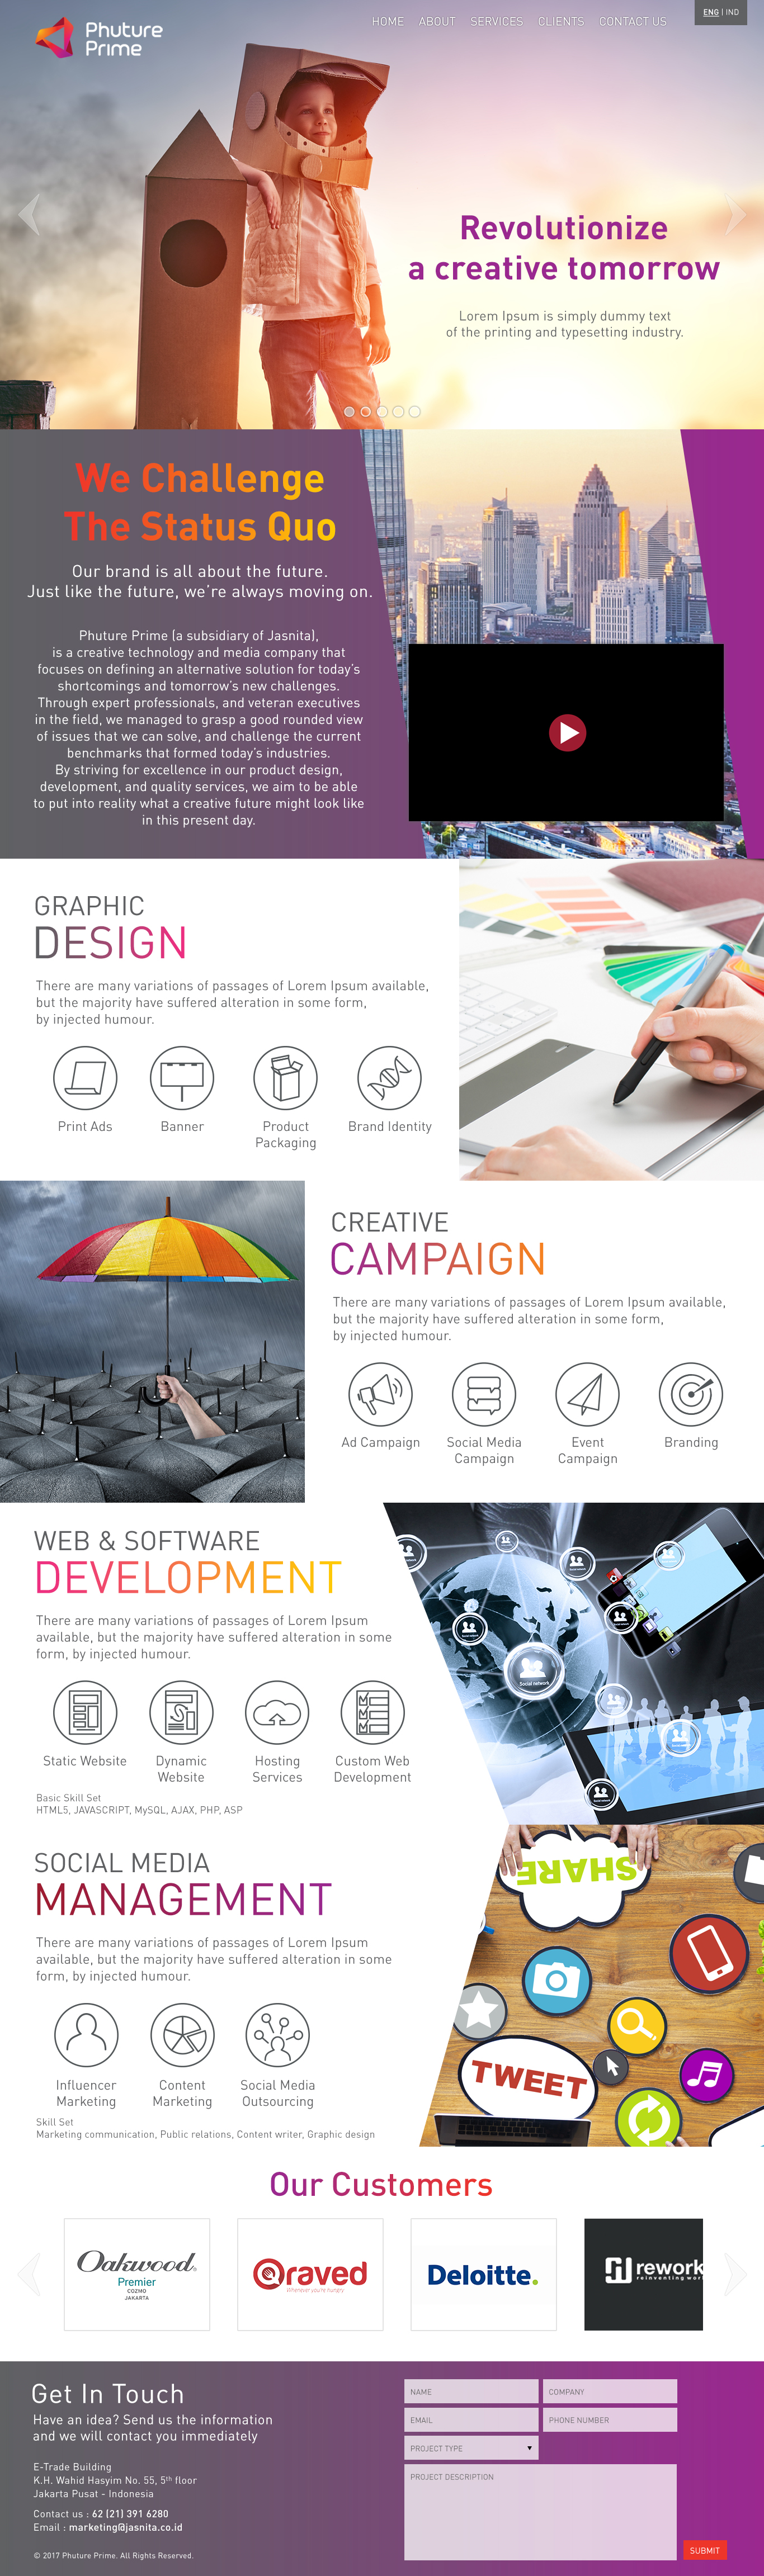 Phuture
Prime
HOME ABOUT SERVICES CLIENTS CONTACT US
ENG | IND
Revolutionize
a creative tomorrow
Lorem Ipsum is simply dummy text
of the printing and typesetting industry.
We Challenge
The Status Quo
Our brand is all about the future.
Just like the future, we're always moving on.
Phuture Prime (a subsidiary of Jasnita),
is a creative technology and media company that
focuses on defining an alternative solution for today's
shortcomings and tomorrow's new challenges.
Through expert professionals, and veteran executives
in the field, we managed to grasp a good rounded view
of issues that we can solve, and challenge the current
benchmarks that formed today's industries.
By striving for excellence in our product design,
development, and quality services, we aim to be able
to put into reality what a creative future might look like
in this present day.
GRAPHIC
DESIGN
There are many variations of passages of Lorem Ipsum available,
but the majority have suffered alteration in some form,
by injected humour.
Print Ads
Banner
Product
Packaging
Brand Identity
CREATIVE
CAMPAIGN
There are many variations of passages of Lorem Ipsum available,
but the majority have suffered alteration in some form,
by injected humour.
Ad Campaign
Social Media
Campaign
Event
Campaign
Branding
WEB & SOFTWARE
DEVELOPMENT
There are many variations of passages of Lorem Ipsum
available, but the majority have suffered alteration in some
form, by injected humour.
Static Website
Dynamic
Website
Hosting
Services
Custom Web
Development
Basic Skill Set
HTML5, JAVASCRIPT, MySQL, AJAX, PHP, ASP
Social network
SOCIAL MEDIA
MANAGEMENT
There are many variations of passages of Lorem Ipsum
available, but the majority have suffered alteration in some
form, by injected humour.
Influencer
Marketing
Content
Marketing
Social Media
Outsourcing
Skill Set
Marketing communication, Public relations, Content writer, Graphic design
SHARE
TWEET
Our Customers
Oakwood
Premier
COZMO
JAKARTA
Qraved
Wherever you're hungry
Deloitte.
rework
reinventing wor
Get In Touch
Have an idea? Send us the information
and we will contact you immediately
E-Trade Building
K.H. Wahid Hasyim No. 55, 5th floor
Jakarta Pusat - Indonesia
Contact us : 62 (21) 391 6280
Email : marketing@jasnita.co.id
© 2017 Phuture Prime. All Rights Reserved.
NAME
COMPANY
EMAIL
PHONE NUMBER
PROJECT TYPE
PROJECT DESCRIPTION
SUBMIT